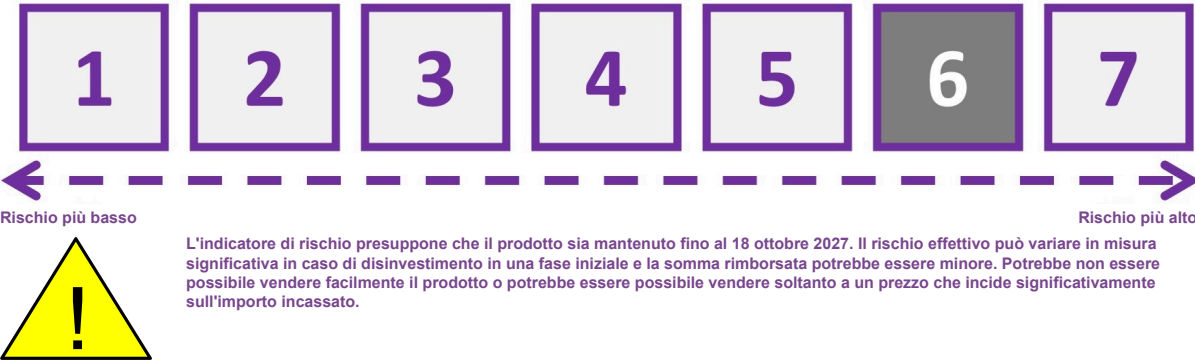 1 2 3 4 5 6 7
Rischio più basso Rischio più alto
!
L'indicatore di rischio presuppone che il prodotto sia mantenuto fino al 18 ottobre 2027. Il rischio effettivo può variare in misura
significativa in caso di disinvestimento in una fase iniziale e la somma rimborsata potrebbe essere minore. Potrebbe non essere
possibile vendere facilmente il prodotto o potrebbe essere possibile vendere soltanto a un prezzo che incide significativamente
sull'importo incassato.